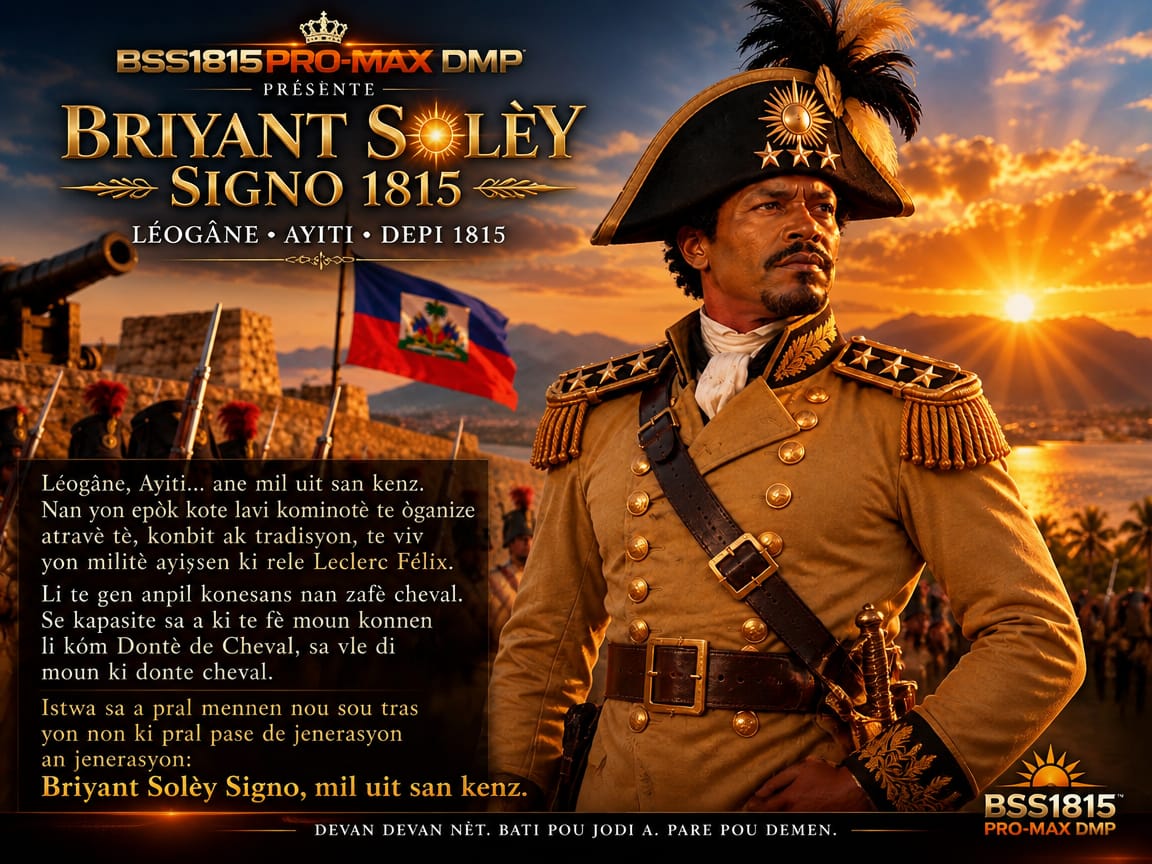 BSS1815 PRO-MAX DMP
PRÉSÈNTE
BRIYANT SOLÈY
SIGNO 1815
LÉOGÂNE • AYITI • DEPI 1815
Léogâne, Ayiti... ane mil uit san kenz.
Nan yon epòk kote lavi kominotè te òganize
atravè tè, konbit ak tradisyon, te viv
yon militè ayişsen ki rele Leclerc Félix.
Li te gen anpil konesans nan zafè cheval.
Se kapasite sa a ki te fè moun konnen
li kóm Dontè de Cheval, sa vle di
moun ki donte cheval.
Istwa sa a pral mennen nou sou tras
yon non ki pral pase de jenerasyon
an jenerasyon:
Briyant Solèy Signo, mil uit san kenz.
BSS1815™
PRO-MAX DMP
DEVAN DEVAN NÈT. BATI POU JODI A. PARE POU DEMEN.